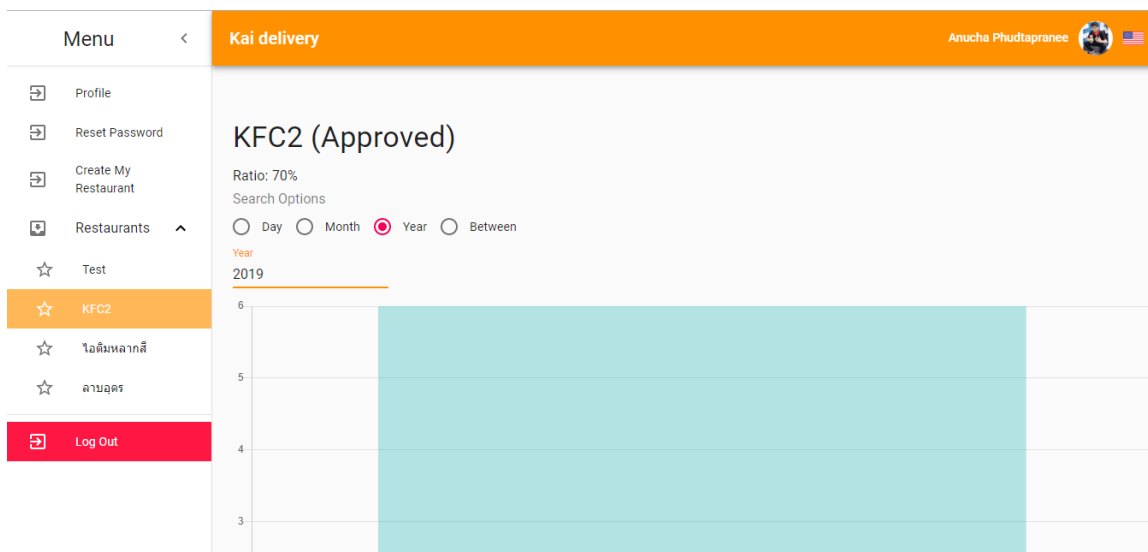 Menu
Kai delivery
Anucha Phudtapranee
Profile
Reset Password
Create My
Restaurant
Restaurants
Test
KFC2
ไอติมหลากสี
ลาบอุดร
Log Out
KFC2 (Approved)
Ratio: 70%
Search Options
Day Month Year Between
Year
2019
6
5
4
3